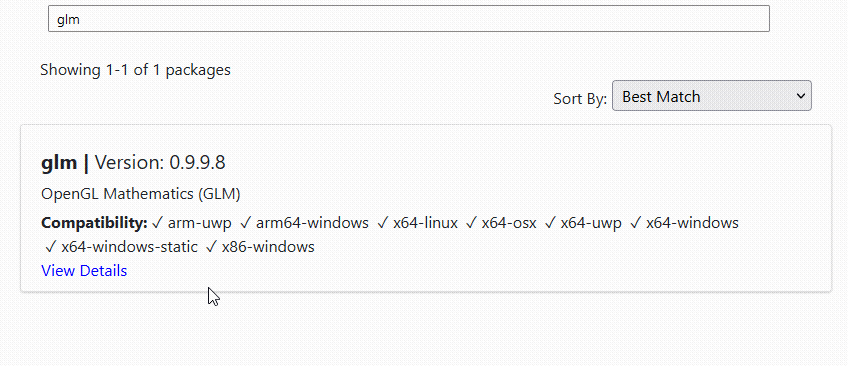 glm
Showing 1-1 of 1 packages
Sort By: Best Match
glm | Version: 0.9.9.8
OpenGL Mathematics (GLM)
Compatibility: ✓ arm-uwp ✓ arm64-windows ✓ x64-linux ✓ x64-osx ✓ x64-uwp ✓ x64-windows
✓ x64-windows-static ✓ x86-windows
View Details